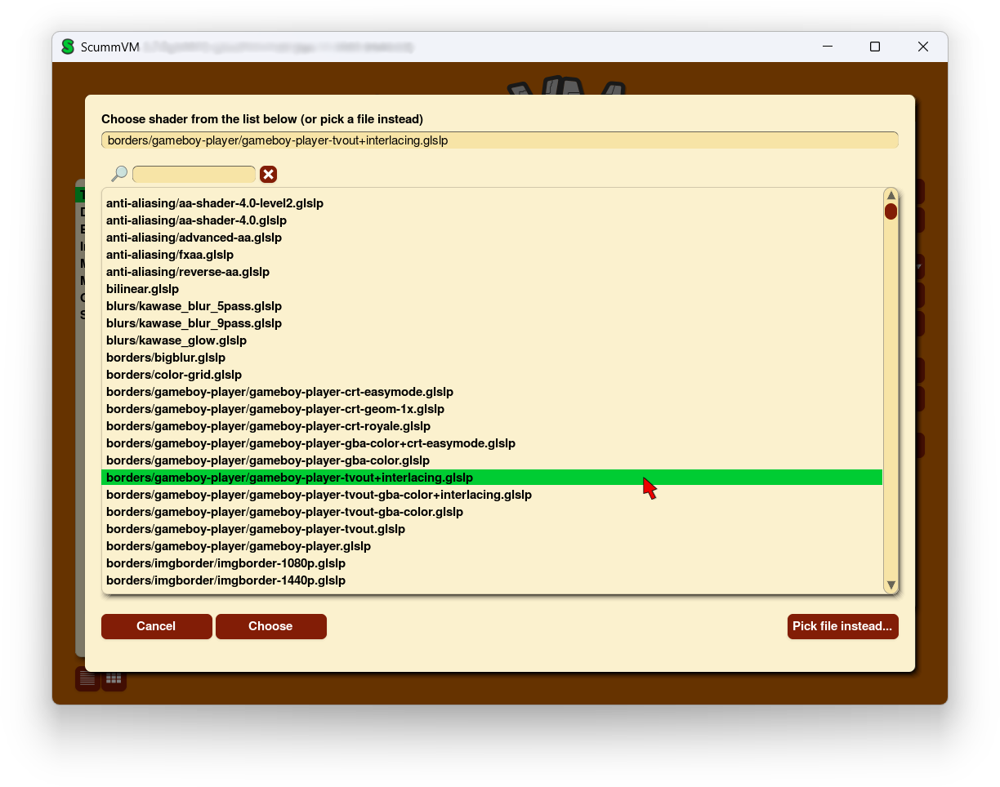 ScummVM
Choose shader from the list below (or pick a file instead)
borders/gameboy-player/gameboy-player-tvout+interlacing.glslp
anti-aliasing/aa-shader-4.0-level2.glslp
anti-aliasing/aa-shader-4.0.glslp
anti-aliasing/advanced-aa.glslp
anti-aliasing/fxaa.glslp
anti-aliasing/reverse-aa.glslp
bilinear.glslp
blurs/kawase_blur_5pass.glslp
blurs/kawase_blur_9pass.glslp
blurs/kawase_glow.glslp
borders/bigblur.glslp
borders/color-grid.glslp
borders/gameboy-player/gameboy-player-crt-easymode.glslp
borders/gameboy-player/gameboy-player-crt-geom-1x.glslp
borders/gameboy-player/gameboy-player-crt-royale.glslp
borders/gameboy-player/gameboy-player-gba-color+crt-easymode.glslp
borders/gameboy-player/gameboy-player-gba-color.glslp
borders/gameboy-player/gameboy-player-tvout+interlacing.glslp
borders/gameboy-player/gameboy-player-tvout-gba-color+interlacing.glslp
borders/gameboy-player/gameboy-player-tvout-gba-color.glslp
borders/gameboy-player/gameboy-player-tvout.glslp
borders/gameboy-player/gameboy-player.glslp
borders/imgborder/imgborder-1080p.glslp
borders/imgborder/imgborder-1440p.glslp
Cancel
Choose
Pick file instead...